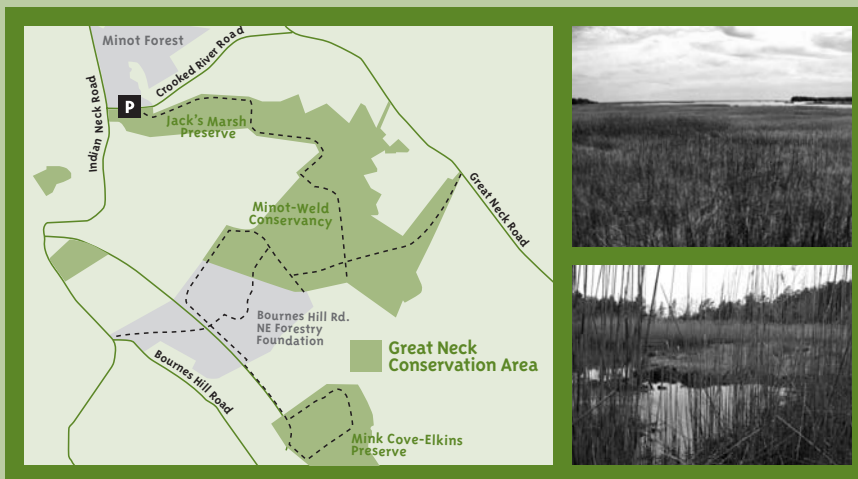 Minot Forest
Crooked River Road
Indian Neck Road
P
Jack's Marsh
Preserve
Great Neck Road
Minot-Weld
Conservancy
Bournes Hill Rd.
NE Forestry
Foundation
Great Neck
Conservation Area
Bournes Hill Road
Mink Cove-Elkins
Preserve